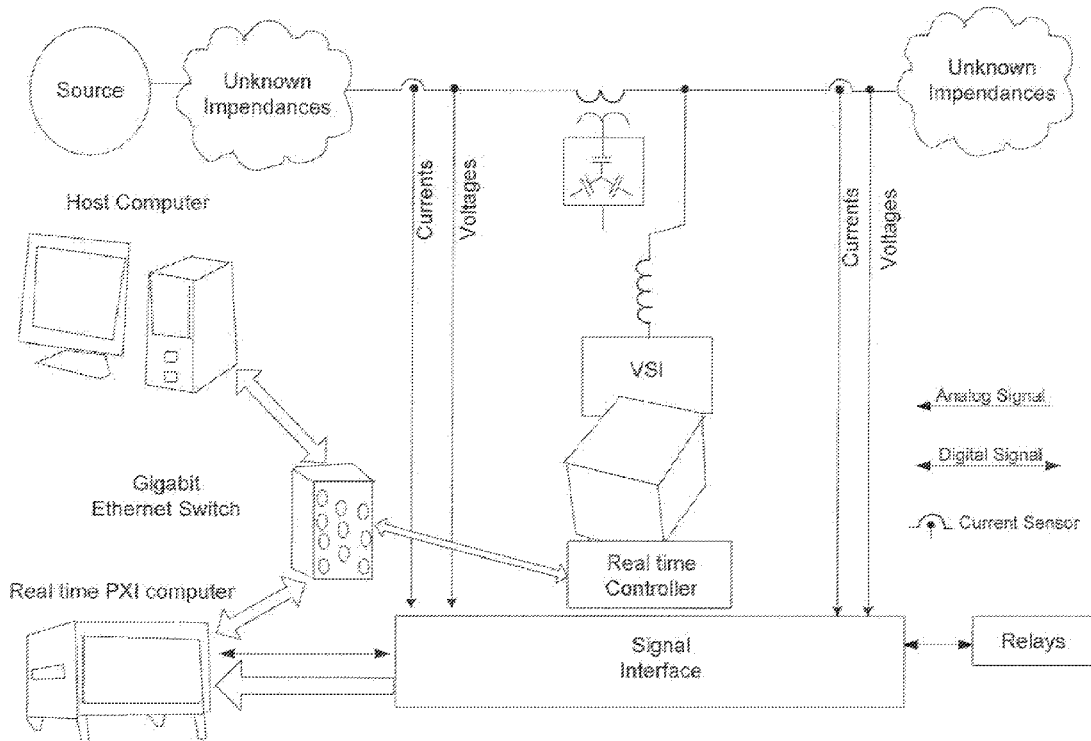 Source
Unknown
Impendances
Unknown
Impendances
Host Computer
Currents
Voltages
Currents
Voltages
VSI
Analog Signal
Digital Signal
Current Sensor
Gigabit
Ethernet Switch
Real time
Controller
Real time PXI computer
Signal
Interface
Relays